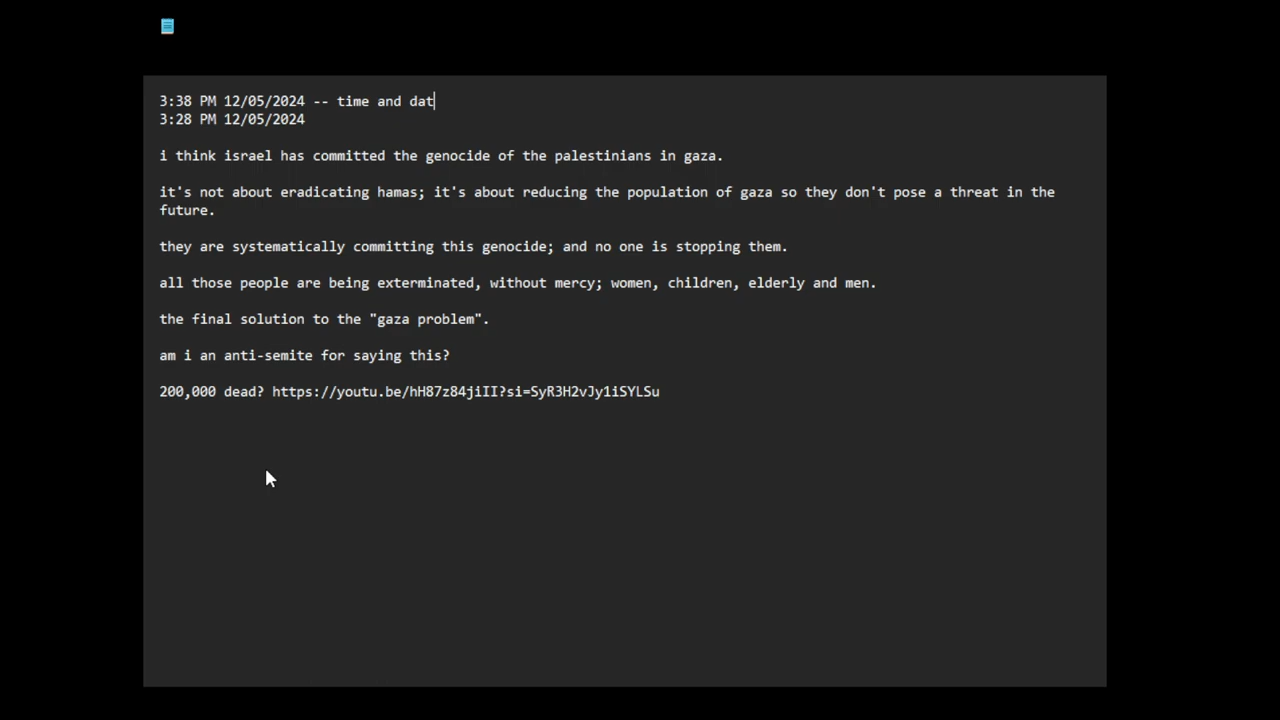 3:38 PM 12/05/2024 -- time and dat
3:28 PM 12/05/2024
i think israel has committed the genocide of the palestinians in gaza.
it's not about eradicating hamas; it's about reducing the population of gaza so they don't pose a threat in the
future.
they are systematically committing this genocide; and no one is stopping them.
all those people are being exterminated, without mercy; women, children, elderly and men.
the final solution to the "gaza problem".
am i an anti-semite for saying this?
200,000 dead? https://youtu.be/hH87z84jiII?si=SyR3H2vJy1iSYLSu